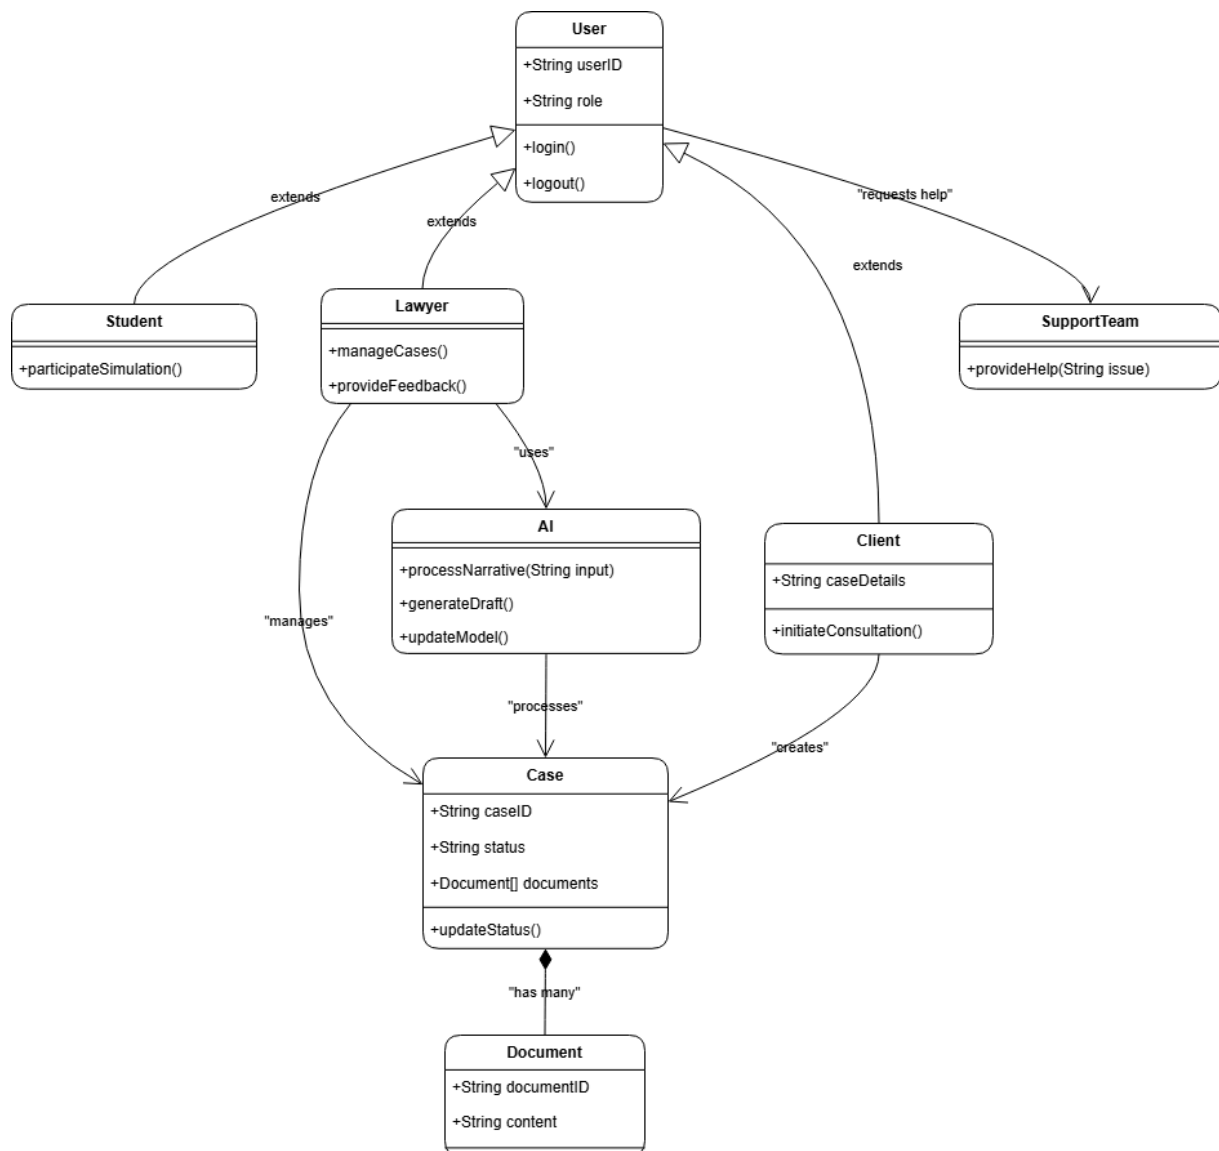 User
+String userID
+String role
+login()
+logout()
extends
extends
"requests help"
extends
Student
+participateSimulation()
Lawyer
+manageCases()
+provideFeedback()
SupportTeam
+provideHelp(String issue)
"uses"
"manages"
AI
+processNarrative(String input)
+generateDraft()
+updateModel()
Client
+String caseDetails
+initiateConsultation()
"processes"
"creates"
Case
+String caseID
+String status
+Document[] documents
+updateStatus()
"has many"
Document
+String documentID
+String content